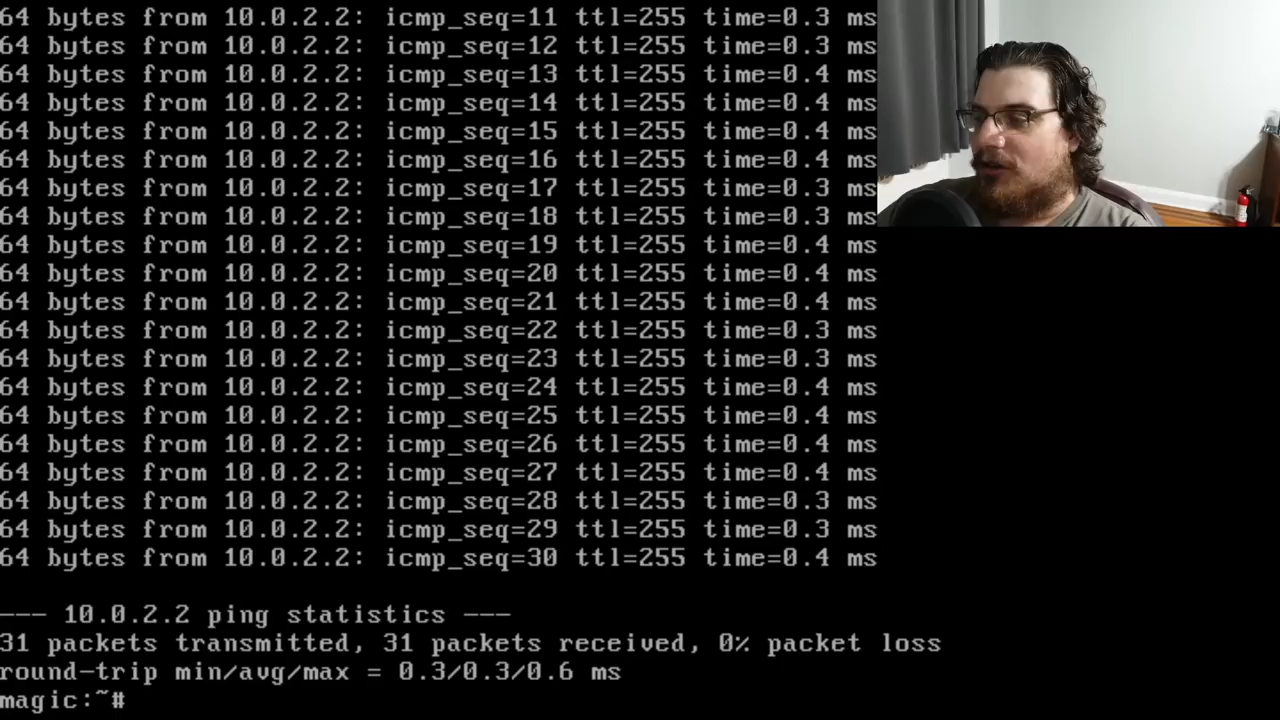 64 bytes from 10.0.2.2: icmp_seq=11 ttl=255 time=0.3 ms
64 bytes from 10.0.2.2: icmp_seq=12 ttl=255 time=0.3 ms
64 bytes from 10.0.2.2: icmp_seq=13 ttl=255 time=0.4 ms
64 bytes from 10.0.2.2: icmp_seq=14 ttl=255 time=0.4 ms
64 bytes from 10.0.2.2: icmp_seq=15 ttl=255 time=0.4 ms
64 bytes from 10.0.2.2: icmp_seq=16 ttl=255 time=0.4 ms
64 bytes from 10.0.2.2: icmp_seq=17 ttl=255 time=0.3 ms
64 bytes from 10.0.2.2: icmp_seq=18 ttl=255 time=0.3 ms
64 bytes from 10.0.2.2: icmp_seq=19 ttl=255 time=0.4 ms
64 bytes from 10.0.2.2: icmp_seq=20 ttl=255 time=0.4 ms
64 bytes from 10.0.2.2: icmp_seq=21 ttl=255 time=0.4 ms
64 bytes from 10.0.2.2: icmp_seq=22 ttl=255 time=0.3 ms
64 bytes from 10.0.2.2: icmp_seq=23 ttl=255 time=0.3 ms
64 bytes from 10.0.2.2: icmp_seq=24 ttl=255 time=0.4 ms
64 bytes from 10.0.2.2: icmp_seq=25 ttl=255 time=0.4 ms
64 bytes from 10.0.2.2: icmp_seq=26 ttl=255 time=0.4 ms
64 bytes from 10.0.2.2: icmp_seq=27 ttl=255 time=0.4 ms
64 bytes from 10.0.2.2: icmp_seq=28 ttl=255 time=0.3 ms
64 bytes from 10.0.2.2: icmp_seq=29 ttl=255 time=0.3 ms
64 bytes from 10.0.2.2: icmp_seq=30 ttl=255 time=0.4 ms
--- 10.0.2.2 ping statistics ---
31 packets transmitted, 31 packets received, 0% packet loss
round-trip min/avg/max = 0.3/0.3/0.6 ms
magic:~#